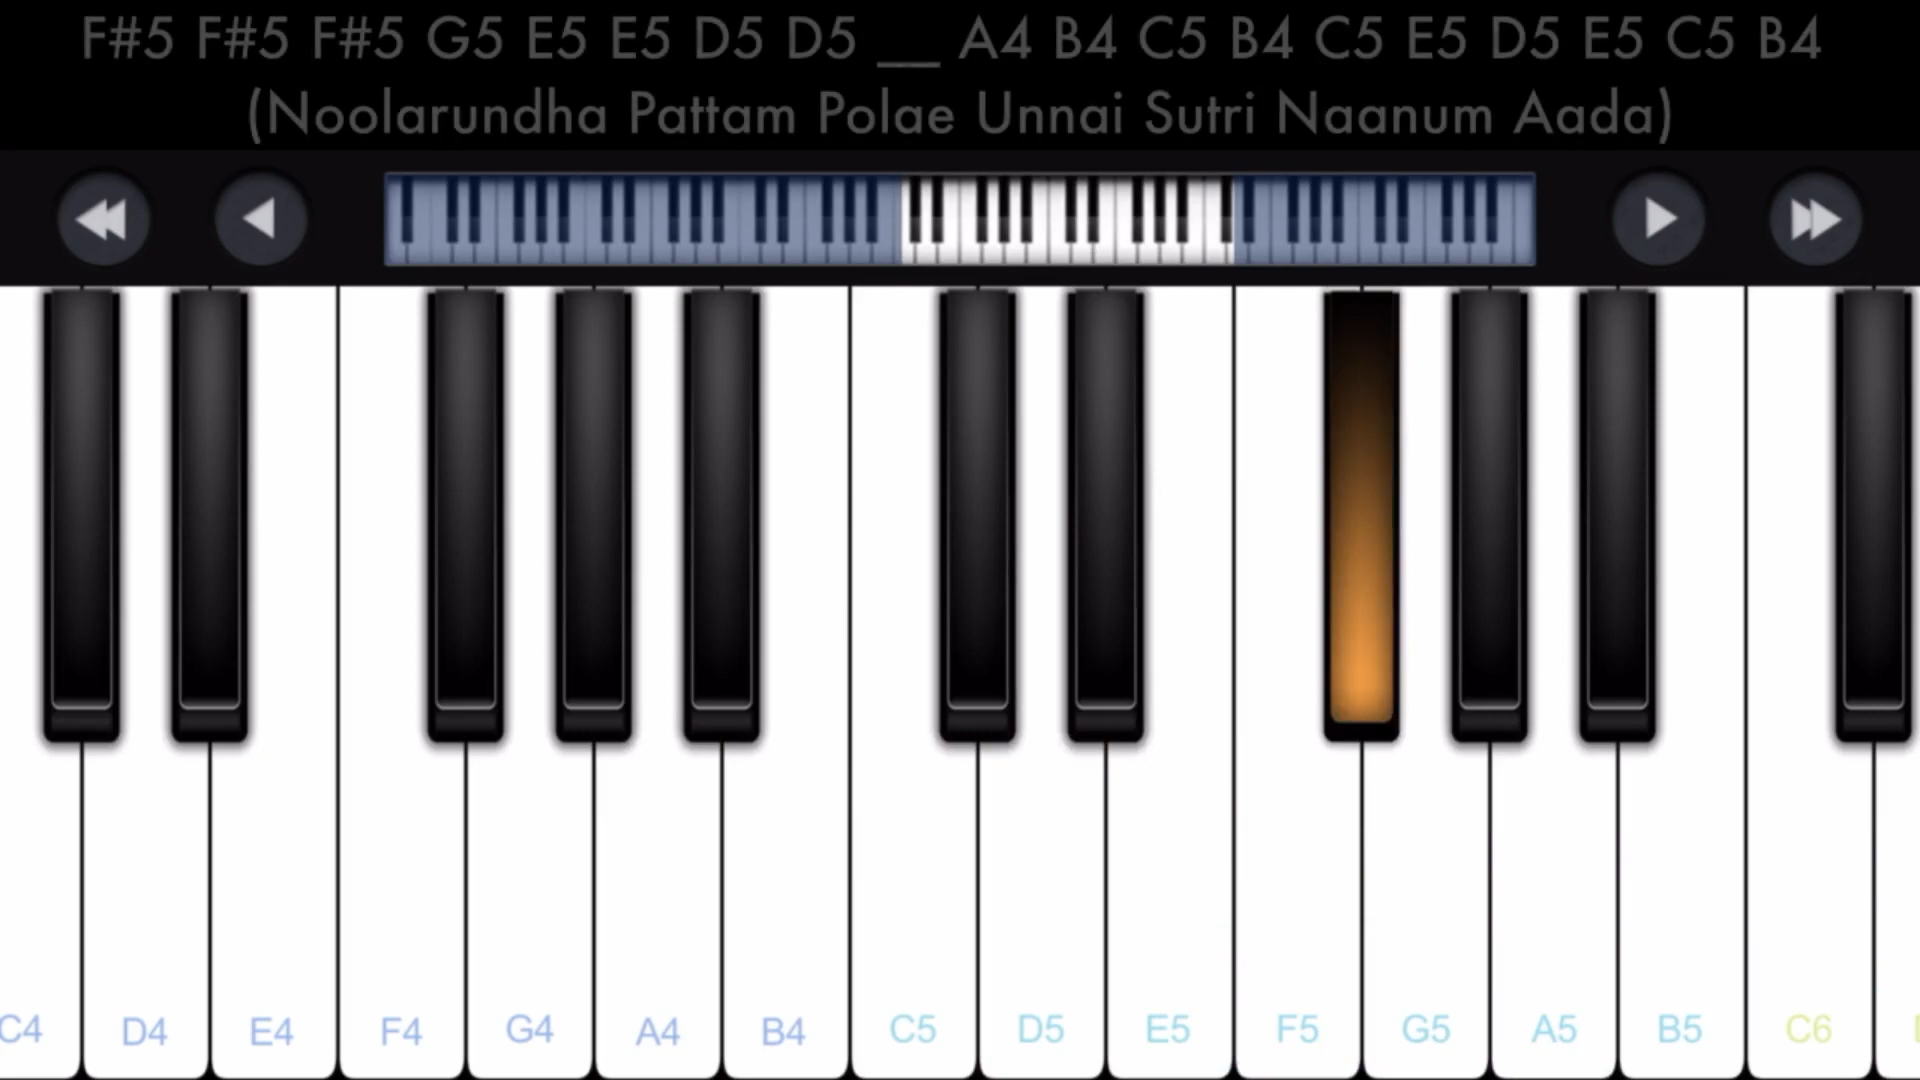 F#5 F#5 F#5 G5 E5 E5 D5 D5 __ A4 B4 C5 B4 C5 E5 D5 E5 C5 B4
(Noolarundha Pattam Polae Unnai Sutri Naanum Aada)
C4 D4 E4 F4 G4 A4 B4 C5 D5 E5 F5 G5 A5 B5 C6